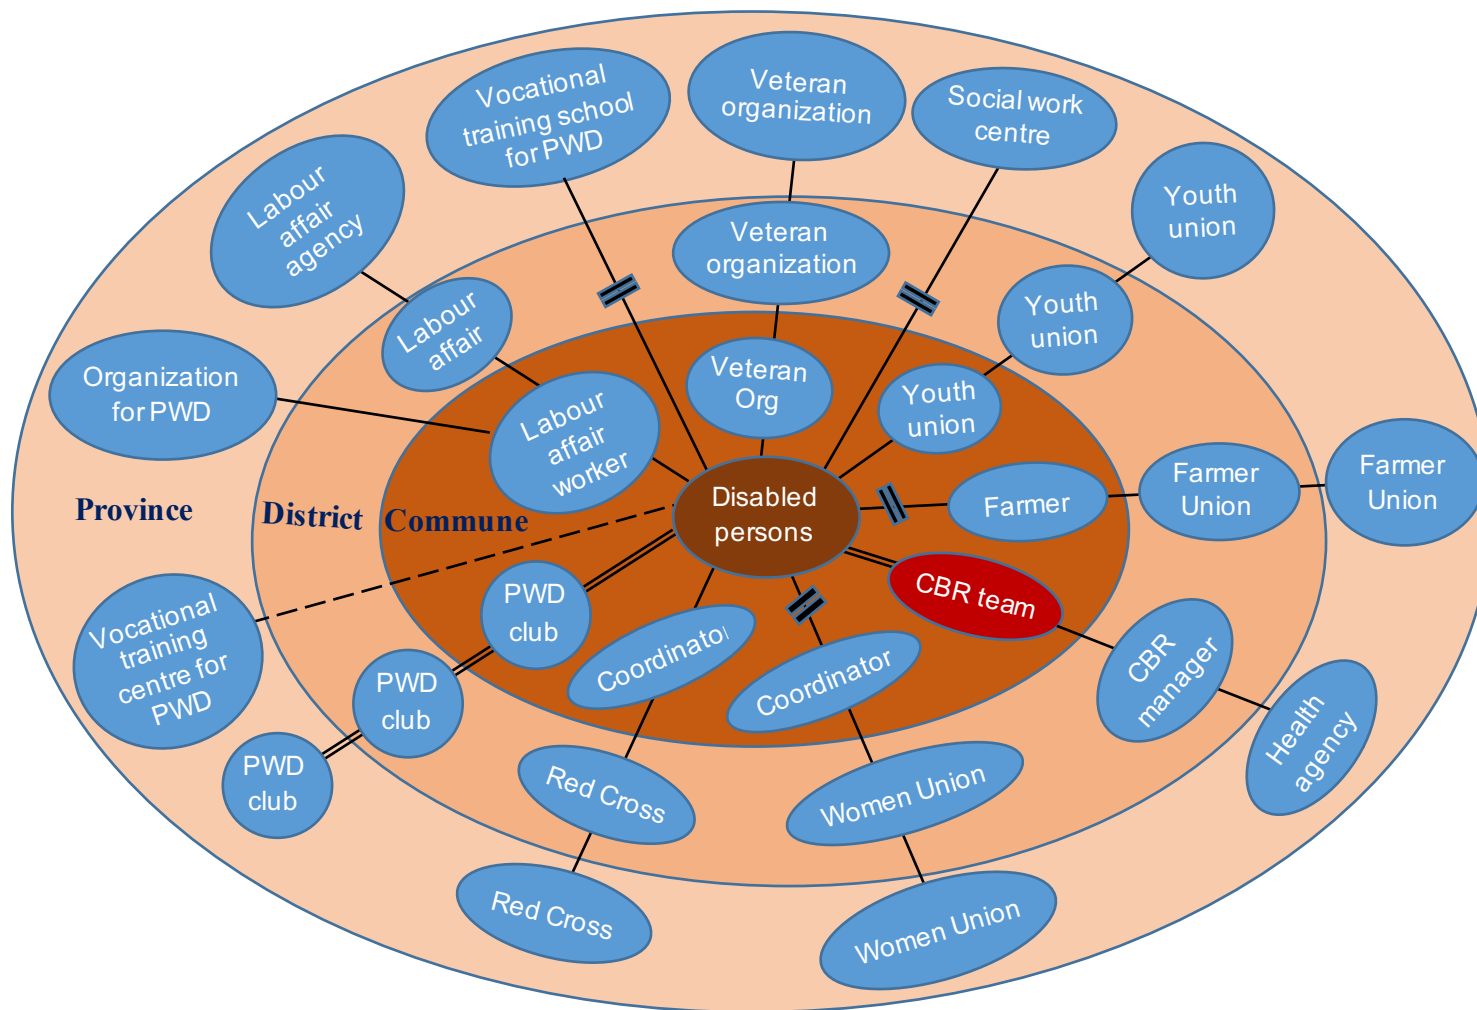 Vocational
training school
for PWD
Veteran
organization
Social work
centre
Youth
union
Labour
affair
agency
Veteran
organization
Youth
union
Labour
affair
Organization
for PWD
Veteran
Org
Youth
union
Labour
affair
worker
Farmer
Union
Farmer
Union
Farmer
Disabled
persons
Province
District
Commune
CBR team
PWD
club
Vocational
training
centre for
PWD
Coordinator
Coordinator
CBR
manager
PWD
club
Health
agency
PWD
club
Red Cross
Women Union
Red Cross
Women Union